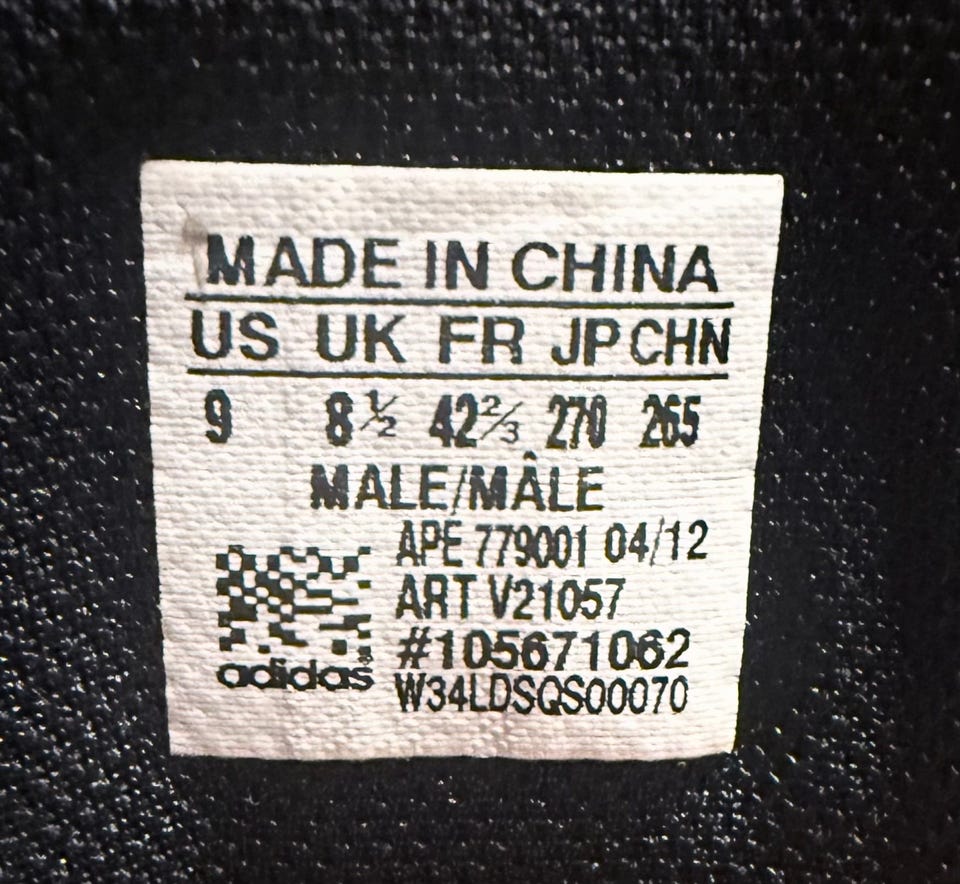 MADE IN CHINA
US UK FR JP CHN
9 8½ 42⅔ 270 265
MALE/MÂLE
APE 779001 04/12
ART V21057
#105671062
adidas®
W34LDSQS00070